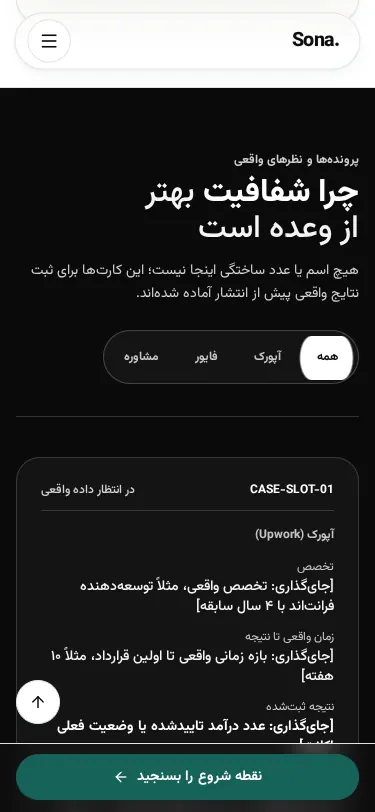 Sona.
پرونده‌ها و نظرهای واقعی
چرا شفافیت بهتر
از وعده است
هیچ اسم یا عدد ساختگی اینجا نیست؛ این کارت‌ها برای ثبت
نتایج واقعی پیش از انتشار آماده شده‌اند.
همه آپورک فایور مشاوره
CASE-SLOT-01 در انتظار داده واقعی
آپورک (Upwork)
تخصص
[جای‌گذاری: تخصص واقعی، مثلاً توسعه‌دهنده
فرانت‌اند با ۴ سال سابقه]
زمان واقعی تا نتیجه
[جای‌گذاری: بازه زمانی واقعی تا اولین قرارداد، مثلاً ۱۰
هفته]
نتیجه ثبت‌شده
[جای‌گذاری: عدد درآمد تاییدشده یا وضعیت فعلی
نقطه شروع را بسنجید